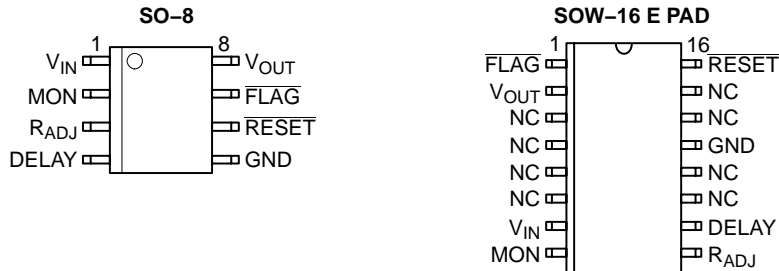 SO–8
1 8
V_IN V_OUT
MON FLAG
R_ADJ RESET
DELAY GND
SOW–16 E PAD
1 16
FLAG RESET
V_OUT NC
NC NC
NC GND
NC NC
NC NC
V_IN DELAY
MON R_ADJ